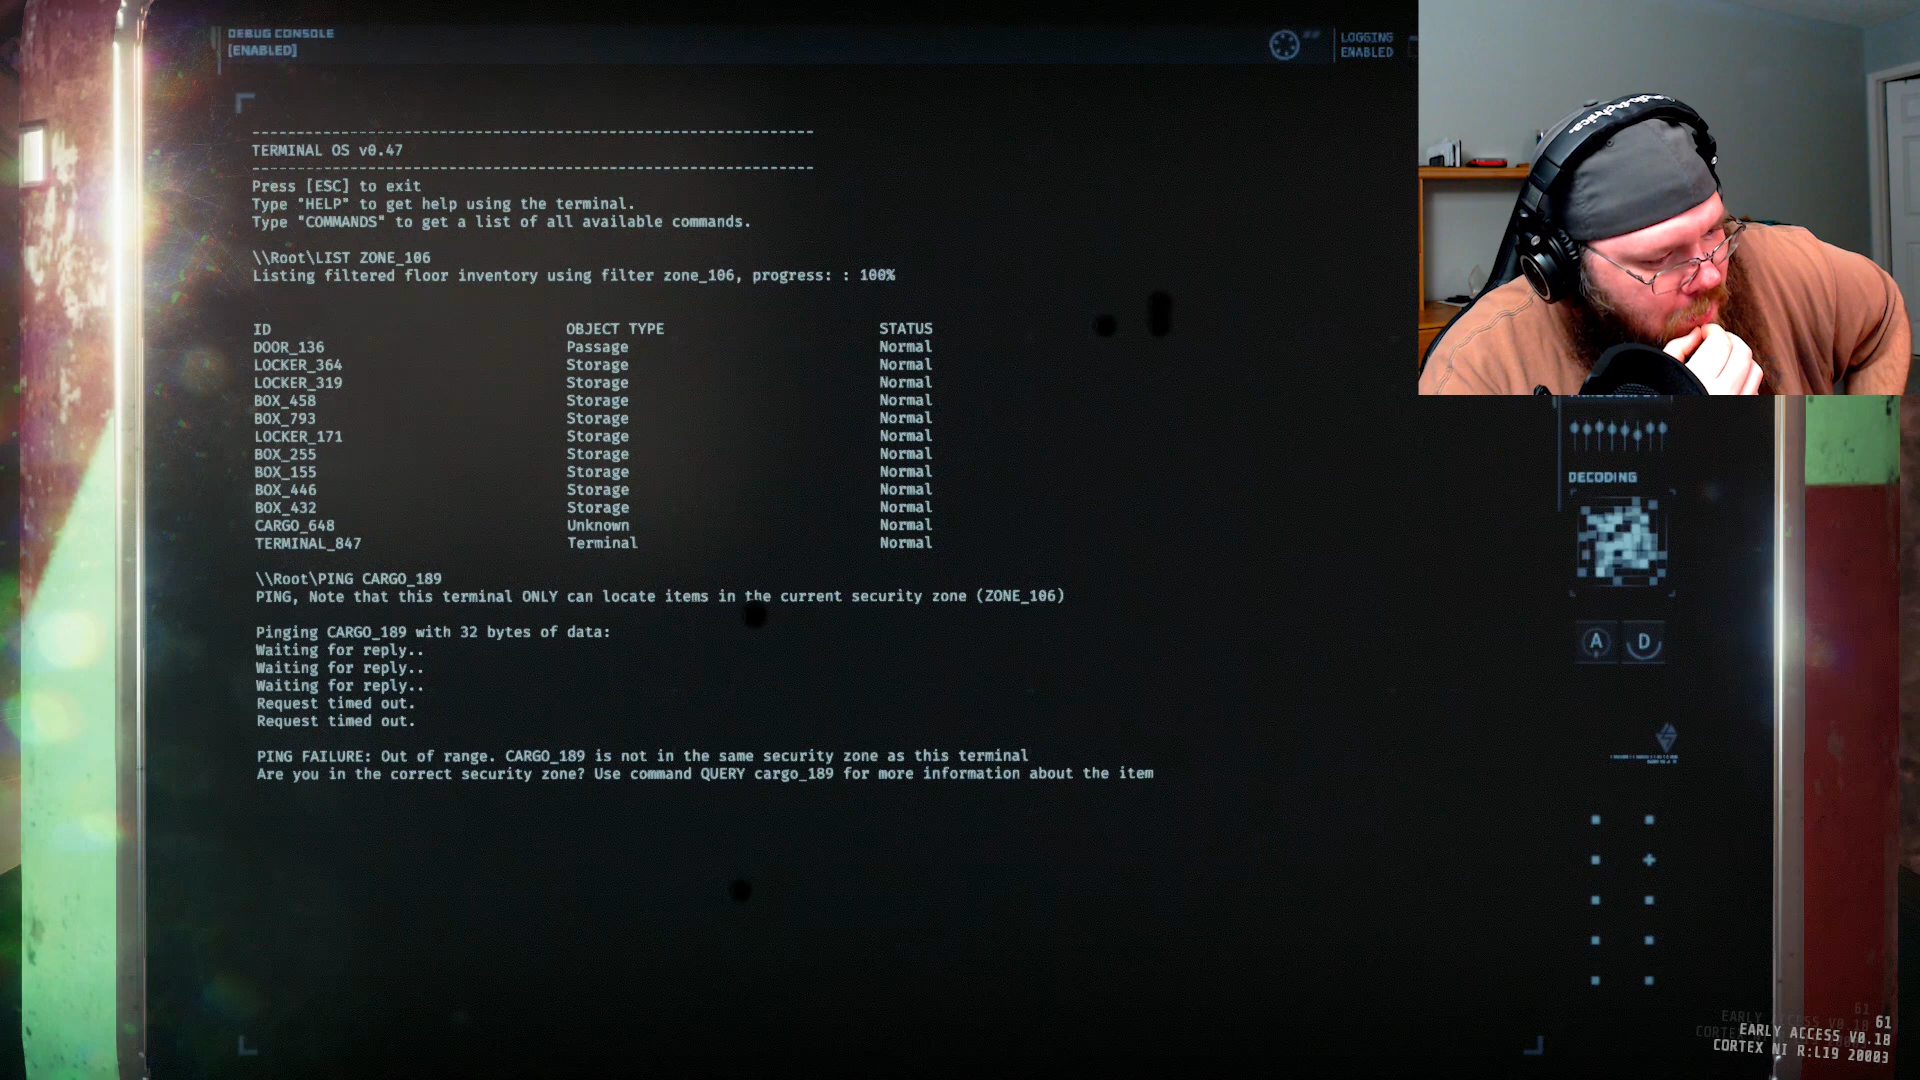 DEBUG CONSOLE
[ENABLED]
LOGGING
ENABLED
TERMINAL OS v0.47
Press [ESC] to exit
Type "HELP" to get help using the terminal.
Type "COMMANDS" to get a list of all available commands.
\\Root\LIST ZONE_106
Listing filtered floor inventory using filter zone_106, progress: : 100%
ID OBJECT TYPE STATUS
DOOR_136 Passage Normal
LOCKER_364 Storage Normal
LOCKER_319 Storage Normal
BOX_458 Storage Normal
BOX_793 Storage Normal
LOCKER_171 Storage Normal
BOX_255 Storage Normal
BOX_155 Storage Normal
BOX_446 Storage Normal
BOX_432 Storage Normal
CARGO_648 Unknown Normal
TERMINAL_847 Terminal Normal
\\Root\PING CARGO_189
PING, Note that this terminal ONLY can locate items in the current security zone (ZONE_106)
Pinging CARGO_189 with 32 bytes of data:
Waiting for reply..
Waiting for reply..
Waiting for reply..
Request timed out.
Request timed out.
PING FAILURE: Out of range. CARGO_189 is not in the same security zone as this terminal
Are you in the correct security zone? Use command QUERY cargo_189 for more information about the item
audio-technica
DECODING
A D
61
EARLY ACCESS V0.18
CORTEX NI R:L19 20003